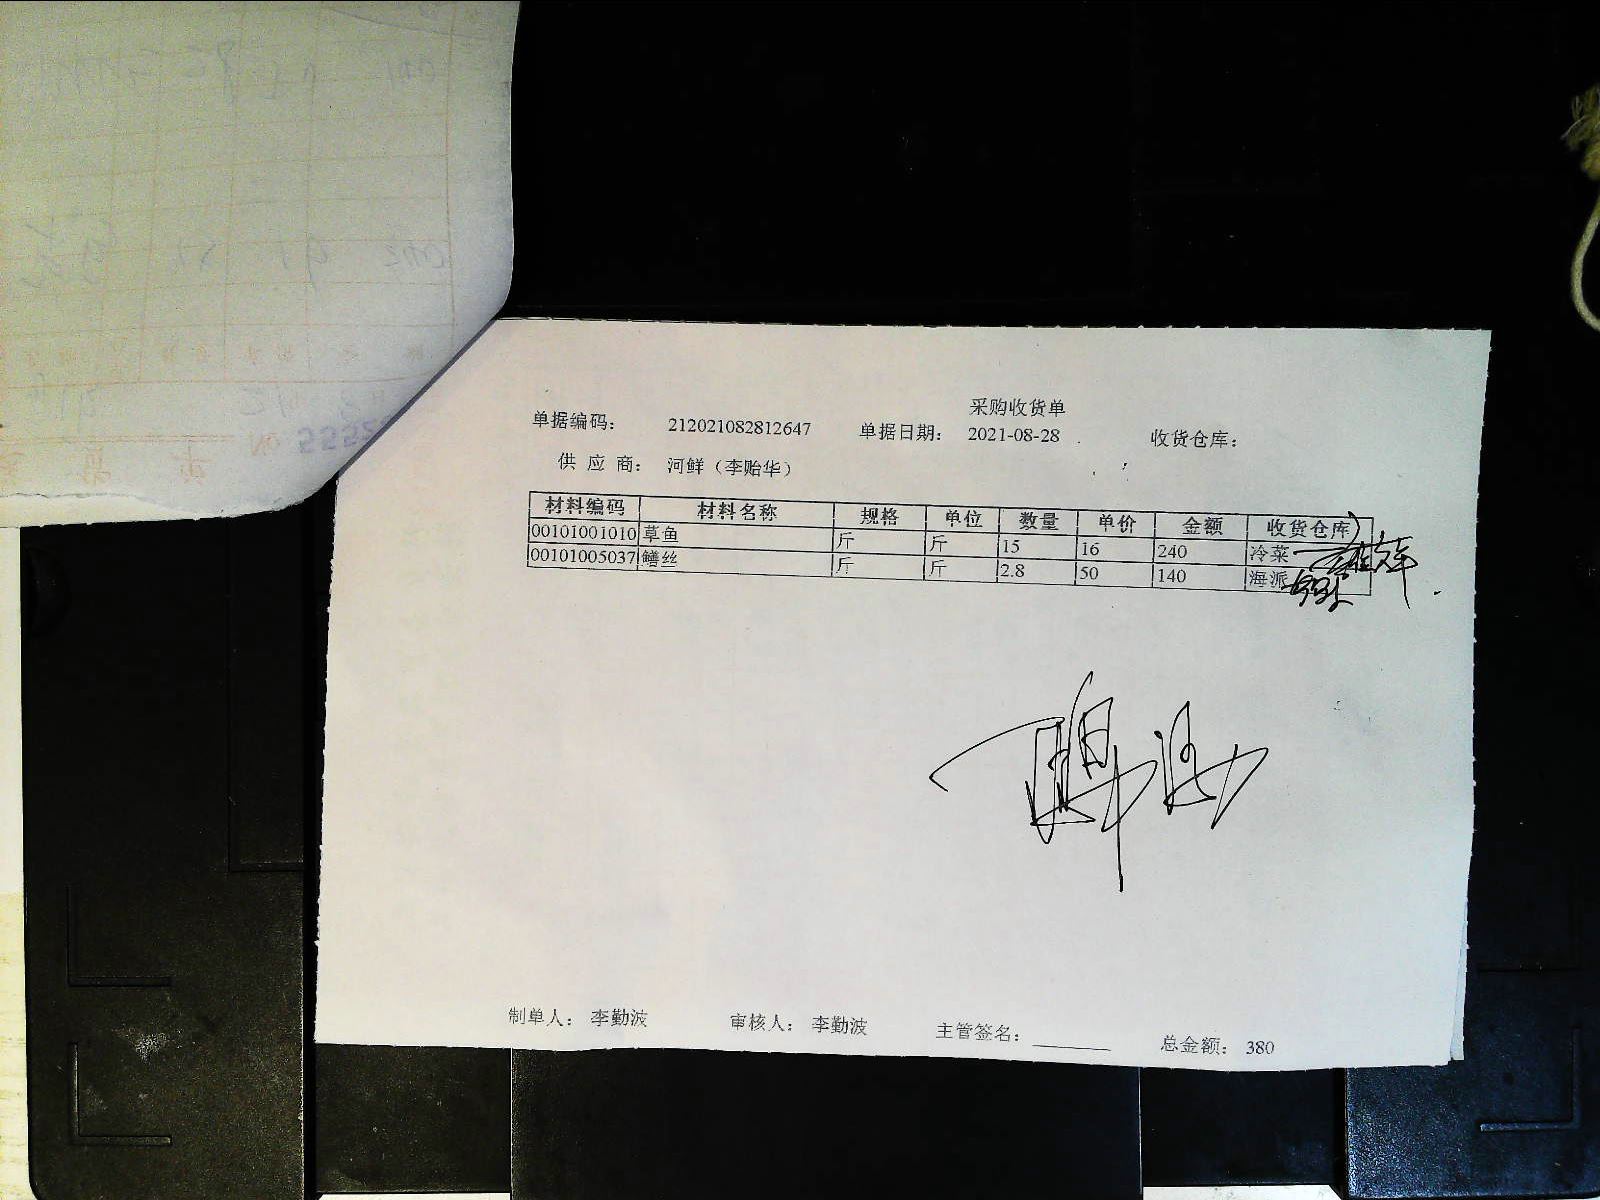 采购收货单
单据编码： 212021082812647 单据日期： 2021-08-28 收货仓库：
供 应 商： 河鲜（李贻华）
材料编码 材料名称 规格 单位 数量 单价 金额 收货仓库
00101001010 草鱼 斤 斤 15 16 240 冷菜
00101005037 鳝丝 斤 斤 2.8 50 140 海派
制单人： 李勤波 审核人： 李勤波 主管签名： 总金额： 380